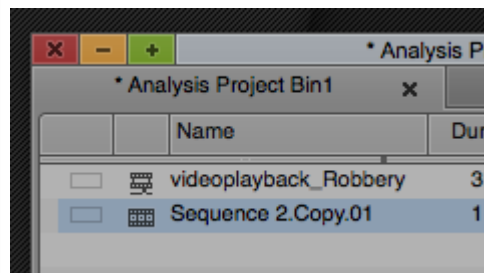 * Analysis P
* Analysis Project Bin1
Name Dur
videoplayback_Robbery 3
Sequence 2.Copy.01 1